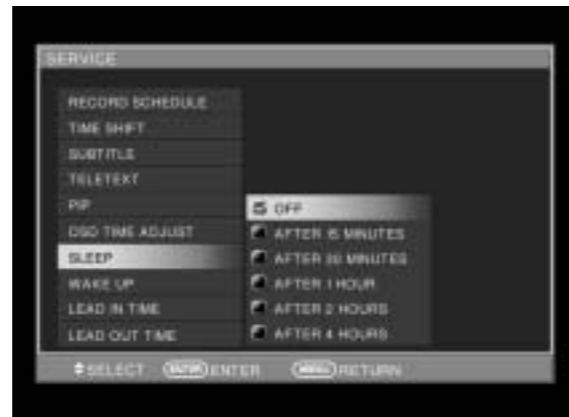 SERVICE
RECORD SCHEDULE
TIME SHIFT
SUBTITLE
TELETEXT
PIP
OSD TIME ADJUST
SLEEP
WAKE UP
LEAD IN TIME
LEAD OUT TIME
OFF
AFTER 15 MINUTES
AFTER 30 MINUTES
AFTER 1 HOUR
AFTER 2 HOURS
AFTER 4 HOURS
SELECT ENTER ENTER MENU RETURN